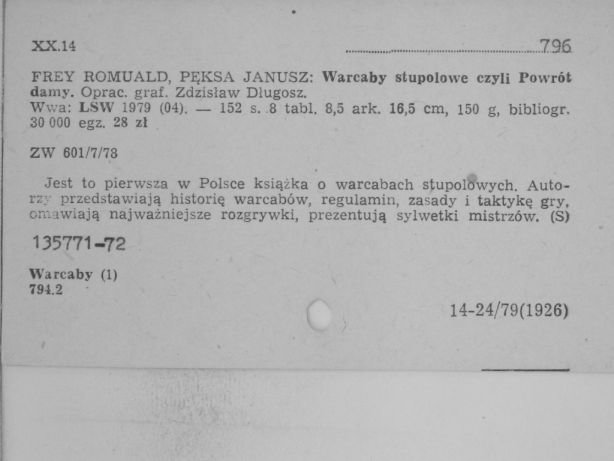 XX.14 796
FREY ROMUALD, PĘKSA JANUSZ: Warcaby stupolowe czyli Powrót
damy. Oprac. graf. Zdzisław Długosz.
Wwa: LSW 1979 (04). — 152 s. 8 tabl. 8,5 ark. 16,5 cm, 150 g, bibliogr.
30 000 egz. 28 zł
ZW 601/7/78
Jest to pierwsza w Polsce książka o warcabach stupolowych. Auto-
rzy przedstawiają historię warcabów, regulamin, zasady i taktykę gry,
omawiają najważniejsze rozgrywki, prezentują sylwetki mistrzów. (S)
135771-72
Warcaby (1)
794.2
14-24/79(1926)